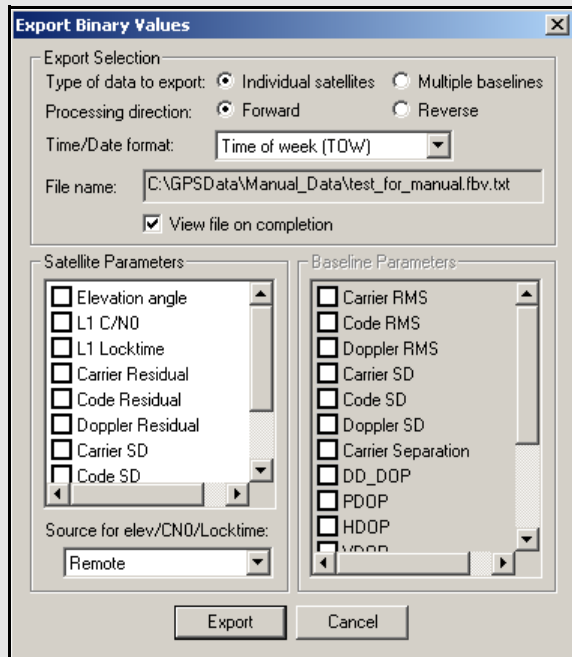 Export Binary Values
Export Selection
Type of data to export: Individual satellites Multiple baselines
Processing direction: Forward Reverse
Time/Date format: Time of week (TOW)
File name: C:\GPSData\Manual_Data\test_for_manual.fbv.txt
View file on completion
Satellite Parameters
Elevation angle
L1 C/N0
L1 Locktime
Carrier Residual
Code Residual
Doppler Residual
Carrier SD
Code SD
Source for elev/CN0/Locktime:
Remote
Baseline Parameters
Carrier RMS
Code RMS
Doppler RMS
Carrier SD
Code SD
Doppler SD
Carrier Separation
DD_DOP
PDOP
HDOP
VDOP
Export Cancel